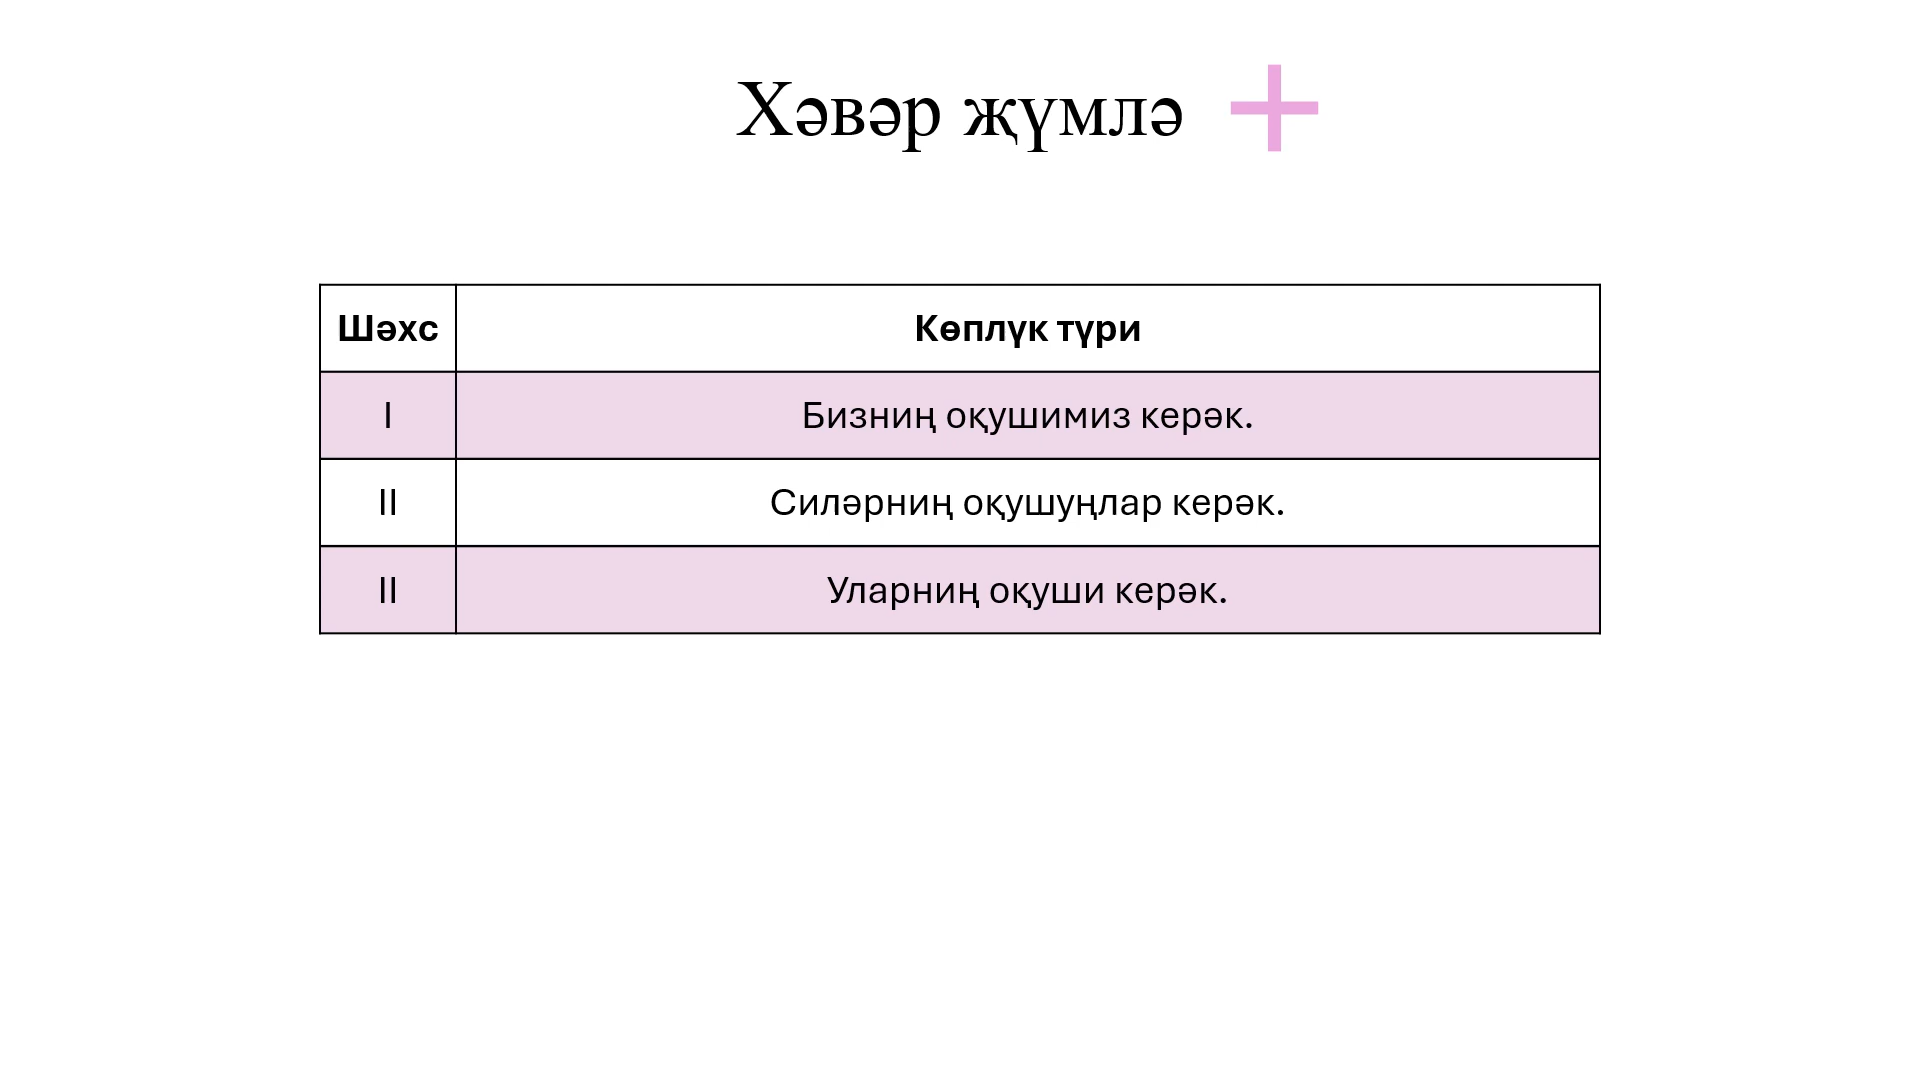 Хәвәр җүмлә
Шәхс Көплүк түри
I Бизниң оқушимиз керәк.
II Силәрниң оқушуңлар керәк.
II Уларниң оқуши керәк.